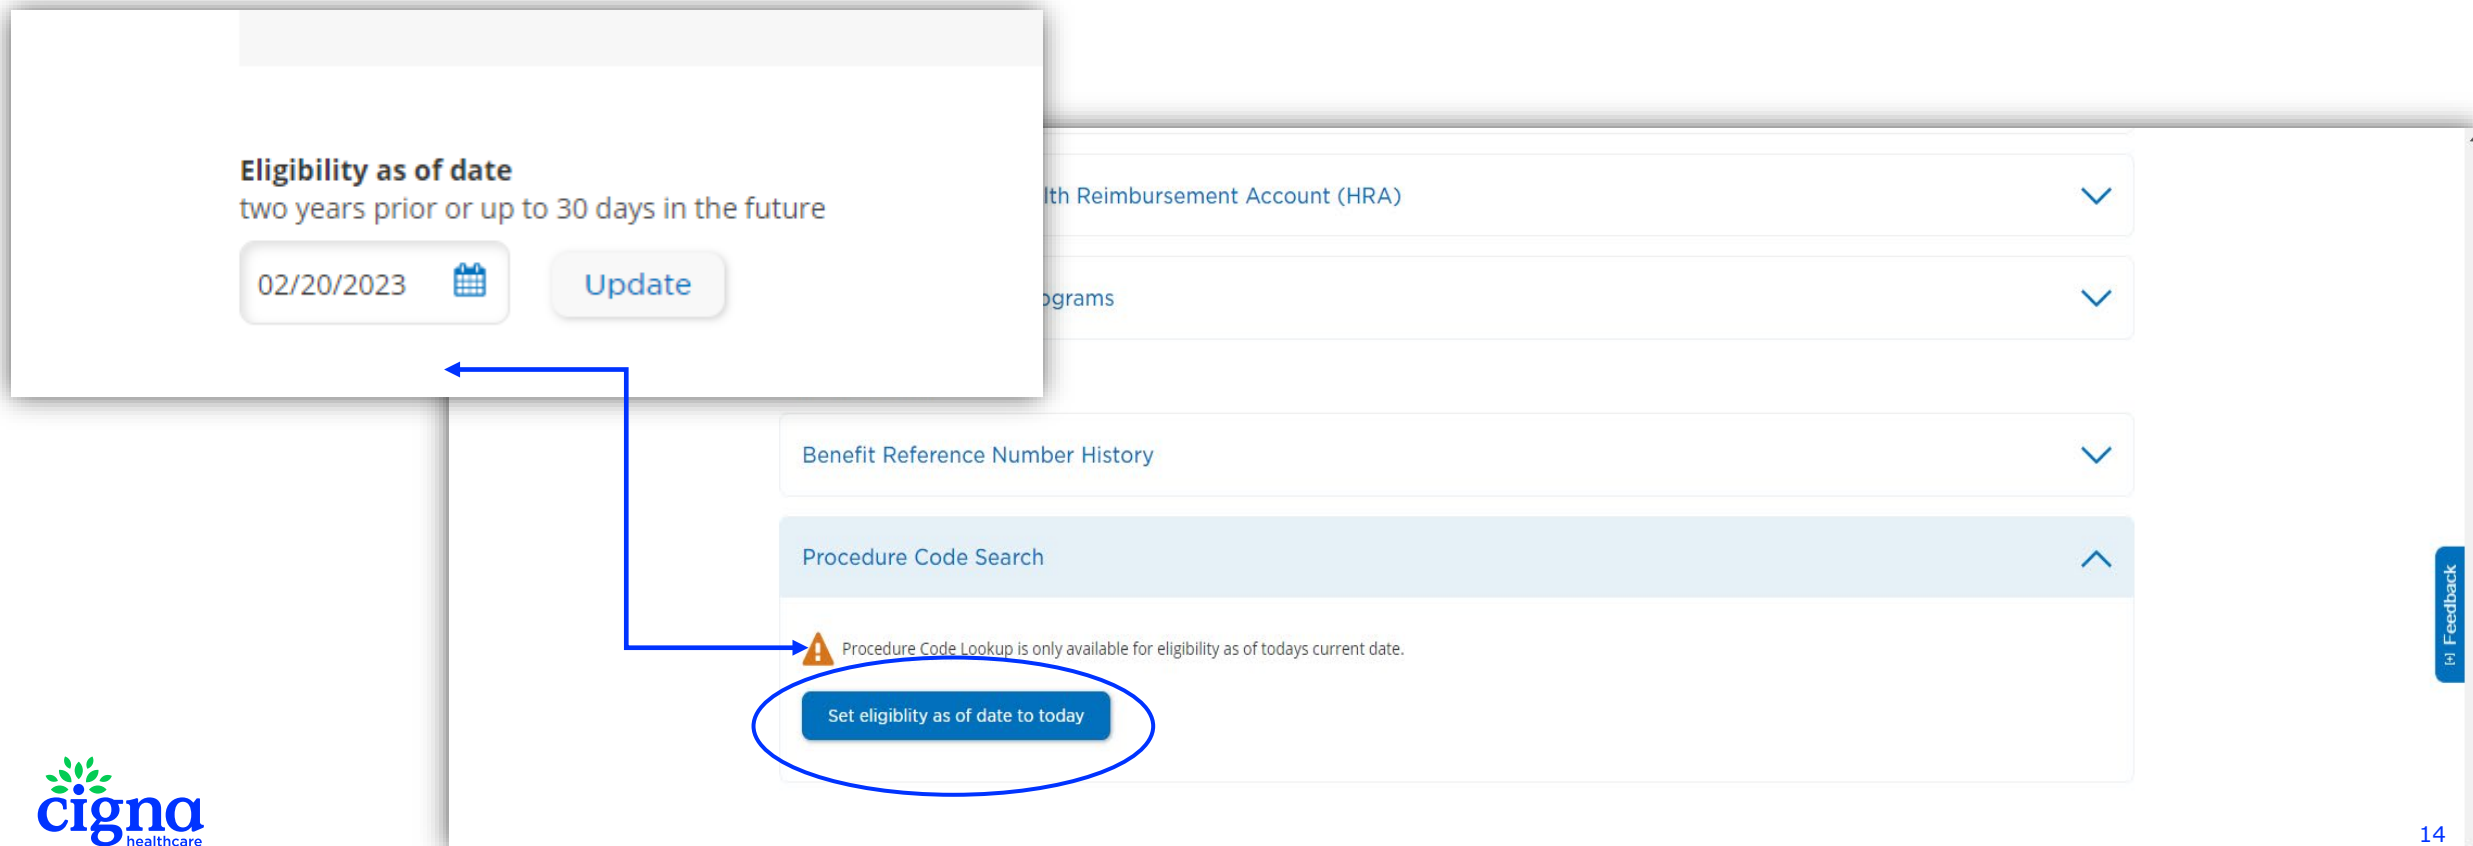 Eligibility as of date
two years prior or up to 30 days in the future
02/20/2023
Update
lth Reimbursement Account (HRA)
ograms
Benefit Reference Number History
Procedure Code Search
Procedure Code Lookup is only available for eligibility as of todays current date.
Set eligiblity as of date to today
[+] Feedback
cigna
healthcare
14